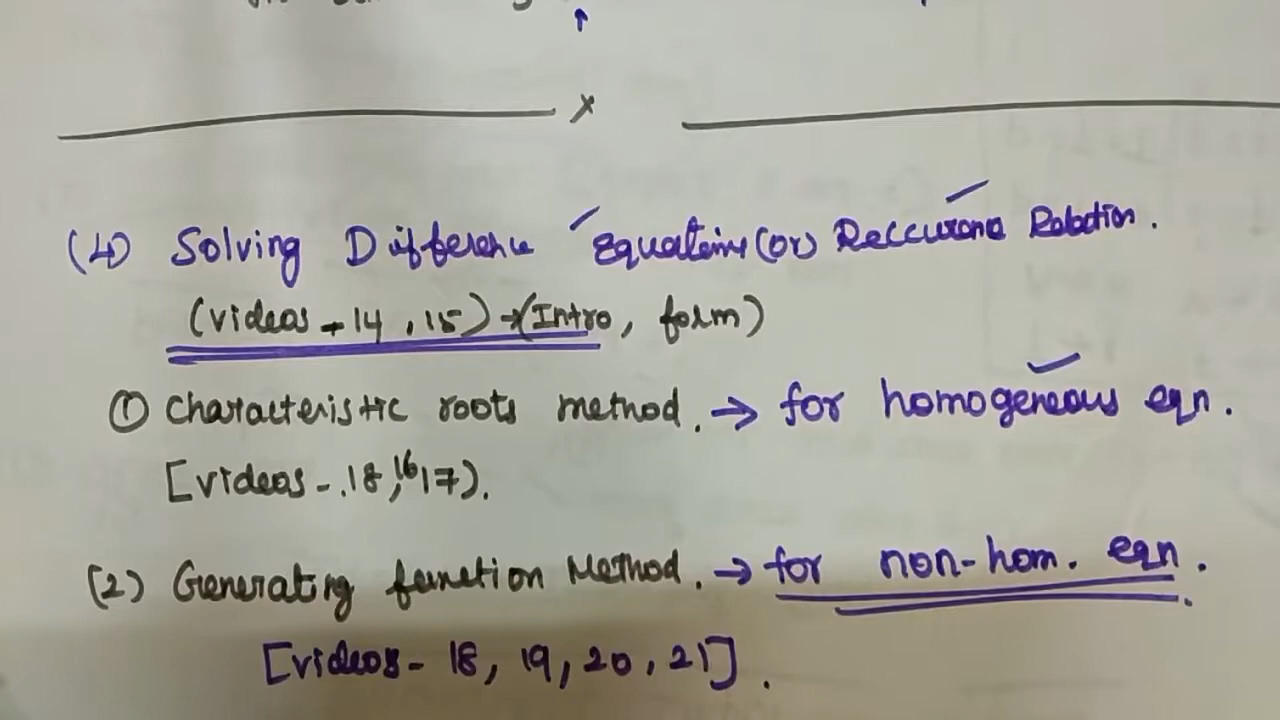 (4) Solving Difference Equations (or) Reccurence Relation.
(videos - 14, 15) → (Intro, form)
① characteristic roots method. → for homogeneous eqn.
[videos - 18, 16 17).
(2) Generating function Method. → for non-hom. eqn.
[videos - 18, 19, 20, 21].